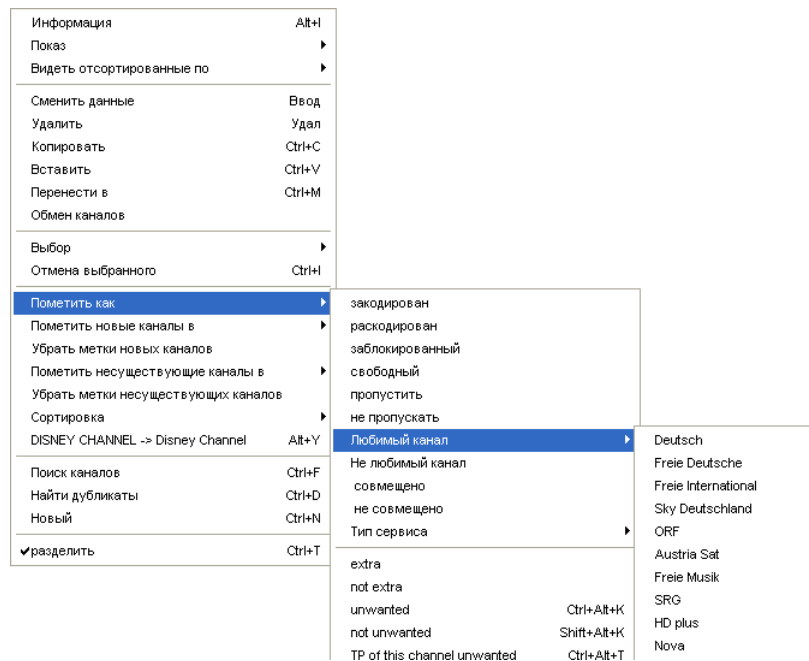 Информация Alt+I
Показ
Видеть отсортированные по
Сменить данные Ввод
Удалить Удал
Копировать Ctrl+C
Вставить Ctrl+V
Перенести в Ctrl+M
Обмен каналов
Выбор
Отмена выбранного Ctrl+I
Пометить как
Пометить новые каналы в
Убрать метки новых каналов
Пометить несуществующие каналы в
Убрать метки несуществующих каналов
Сортировка
DISNEY CHANNEL -> Disney Channel Alt+Y
Поиск каналов Ctrl+F
Найти дубликаты Ctrl+D
Новый Ctrl+N
разделить Ctrl+T
закодирован
раскодирован
заблокированный
свободный
пропустить
не пропускать
Любимый канал
Не любимый канал
совмещено
не совмещено
Тип сервиса
extra
not extra
unwanted Ctrl+Alt+K
not unwanted Shift+Alt+K
TP of this channel unwanted Ctrl+Alt+T
Deutsch
Freie Deutsche
Freie International
Sky Deutschland
ORF
Austria Sat
Freie Musik
SRG
HD plus
Nova